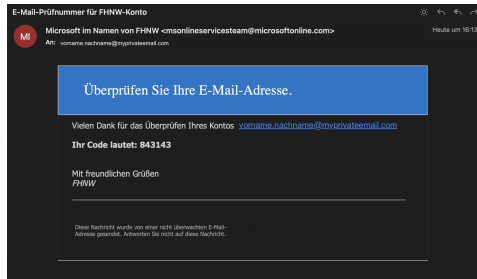 E-Mail-Prüfnummer für FHNW-Konto
MI
Microsoft im Namen von FHNW <msonlineservicesteam@microsoftonline.com>
Heute um 16:13
An: vorname.nachname@myprivateemail.com
Überprüfen Sie Ihre E-Mail-Adresse.
Vielen Dank für das Überprüfen Ihres Kontos vorname.nachname@myprivateemail.com
Ihr Code lautet: 843143
Mit freundlichen Grüßen
FHNW
Diese Nachricht wurde von einer nicht überwachten E-Mail-
Adresse gesendet. Antworten Sie nicht auf diese Nachricht.